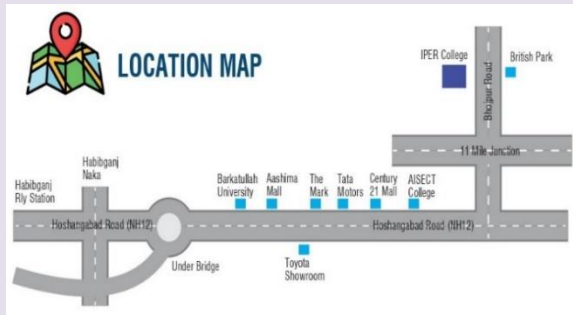 LOCATION MAP
IPER College
British Park
Bhojpur Road
11 Mile Junction
Habibganj
Naka
Habibganj
Rly Station
Barkatullah
University
Aashima
Mall
The
Mark
Tata
Motors
Century
21 Mall
AISECT
College
Hoshangabad Road (NH12)
Hoshangabad Road (NH12)
Under Bridge
Toyota
Showroom